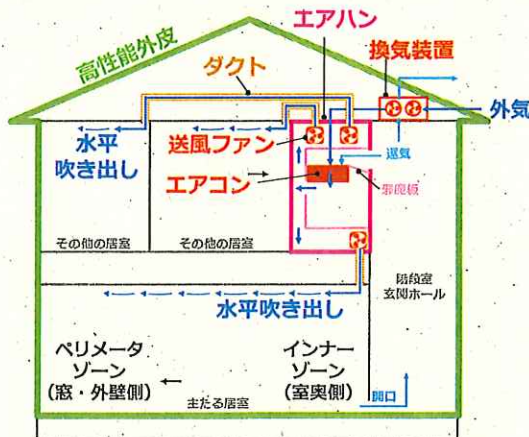 エアハン
高性能外皮
換気装置
ダクト
外気
水平
吹き出し
送風ファン
還気
エアコン
邪魔板
その他の居室
その他の居室
階段室
玄関ホール
水平吹き出し
ペリメータ
ゾーン
(窓・外壁側)
インナー
ゾーン
(室奥側)
主たる居室
開口